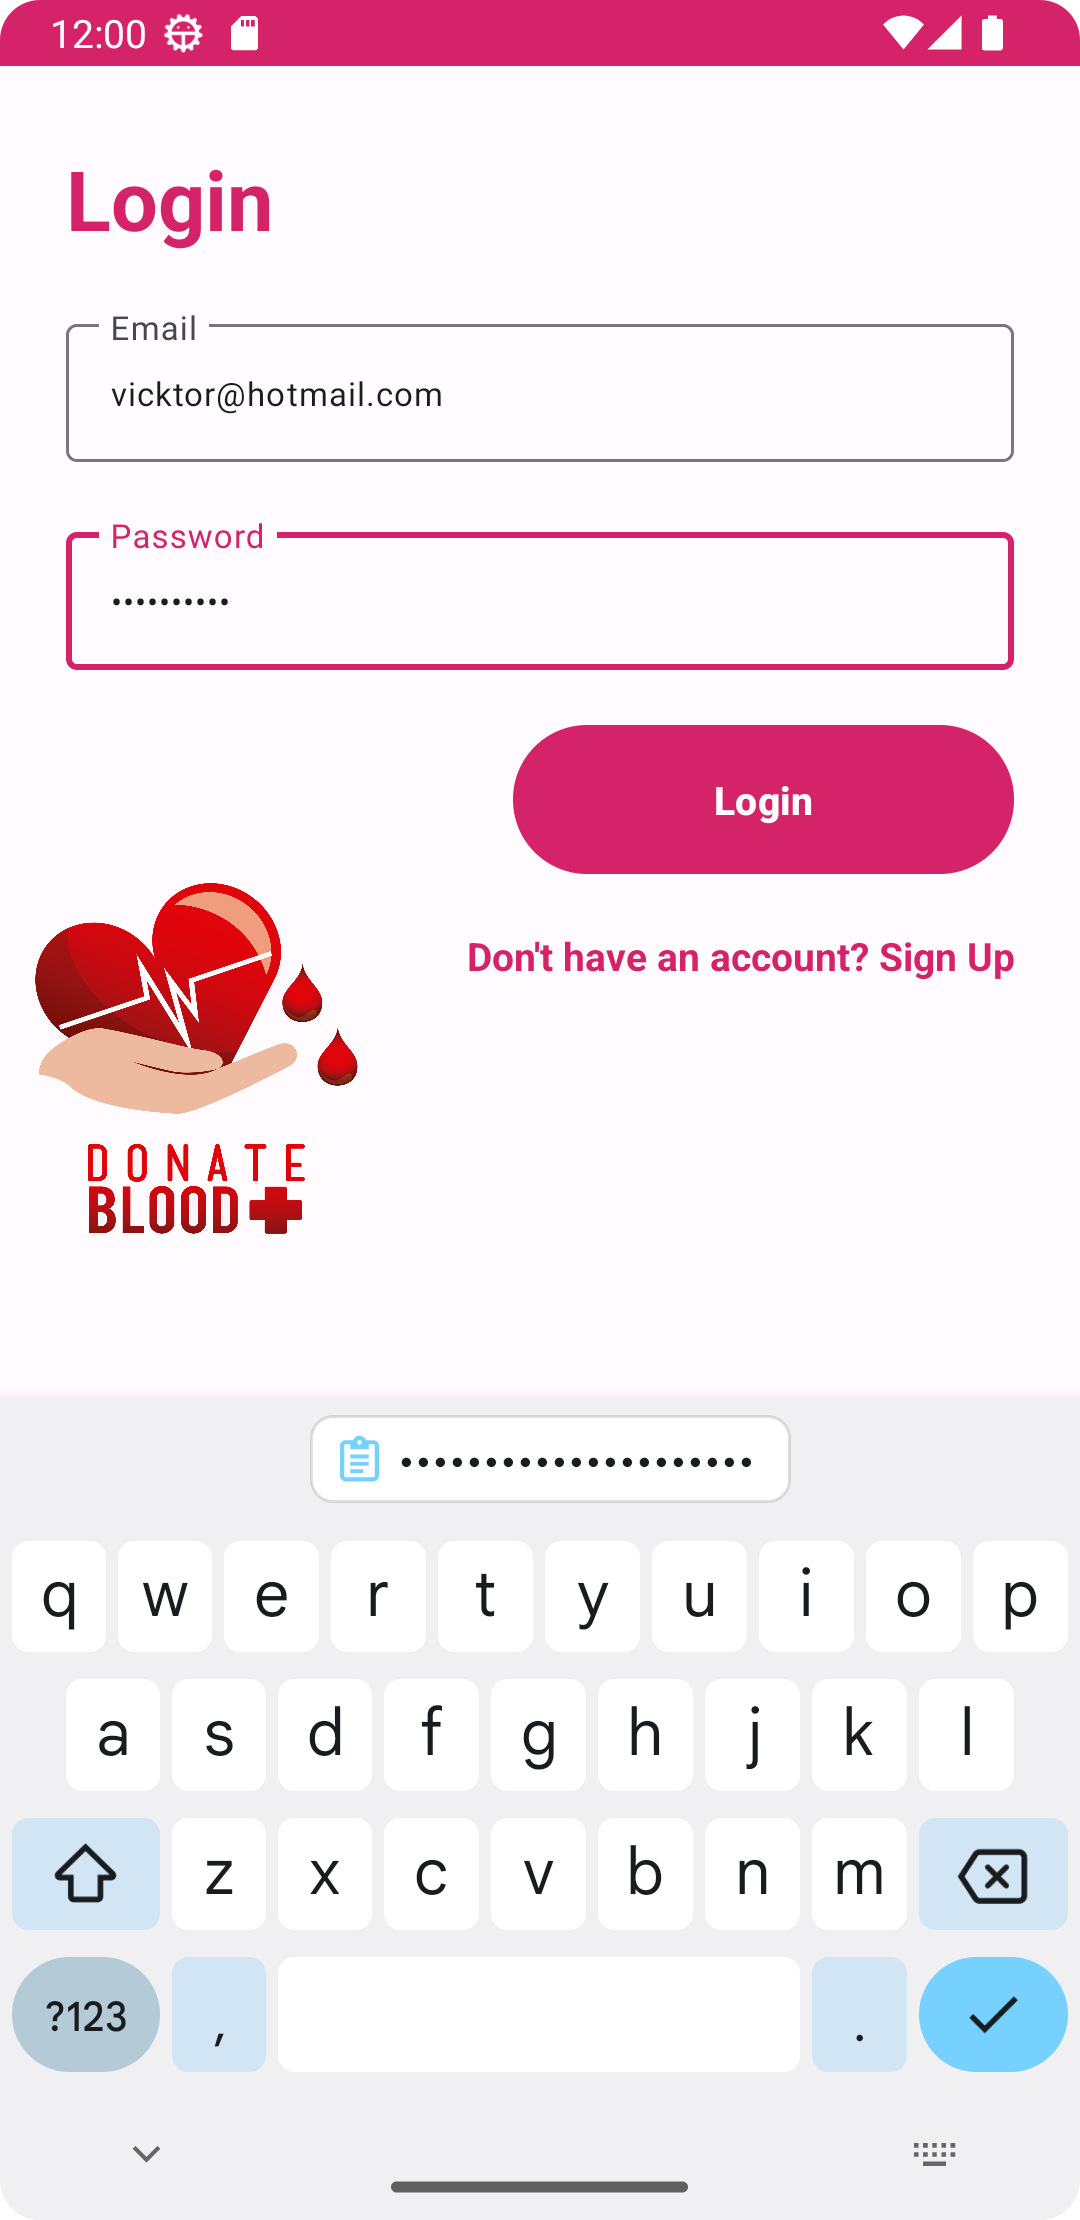 12:00
Login
Email
vicktor@hotmail.com
Password
••••••••••
Login
Don't have an account? Sign Up
DONATE
BLOOD
•••••••••••••••••••••
q w e r t y u i o p
a s d f g h j k l
z x c v b n m
?123 , .